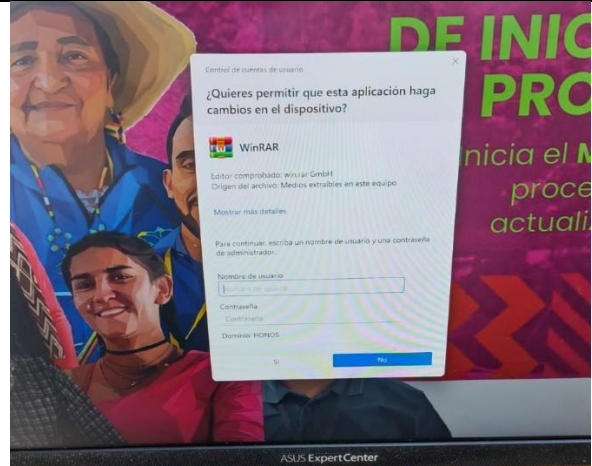 DE INIC
PRO
Inicia el M
proce
actualiz
Control de cuentas de usuario
¿Quieres permitir que esta aplicación haga
cambios en el dispositivo?
WinRAR
Editor comprobado: win.rar GmbH
Origen del archivo: Medios extraíbles en este equipo
Mostrar más detalles
Para continuar, escriba un nombre de usuario y una contraseña
de administrador.
Nombre de usuario
Nombre de usuario
Contraseña
Contraseña
Dominio: HONOS
Sí
No
ASUS ExpertCenter